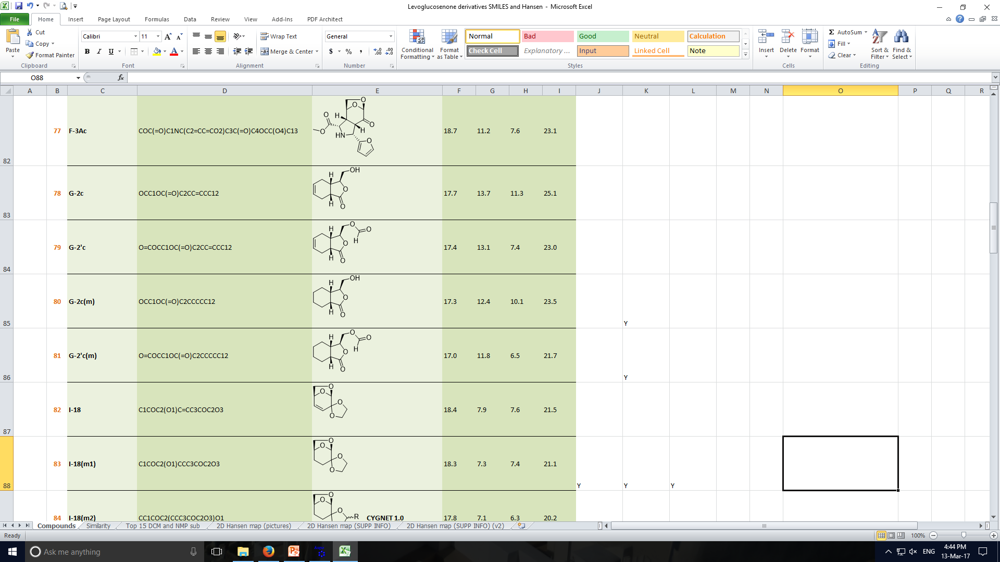 Levoglucosenone derivatives SMILES and Hansen - Microsoft Excel
File Home Insert Page Layout Formulas Data Review View Add-Ins PDF Architect
Paste Cut Copy Format Painter Clipboard
Calibri 11 A A B I U A Font
Wrap Text Merge & Center Alignment
General $ % , Number
Conditional Formatting Format as Table
Normal Bad Good Neutral Calculation
Check Cell Explanatory ... Input Linked Cell Note
Styles
Insert Delete Format Cells
Σ AutoSum Fill Clear Sort & Filter Find & Select Editing
O88 fx
A B C D E F G H I J K L M N O P Q R
82 77 F-3Ac COC(=O)C1NC(C2=CC=CO2)C3C(=O)C4OCC(O4)C13 O O H O O O H HN O 18.7 11.2 7.6 23.1
83 78 G-2c OCC1OC(=O)C2CC=CCC12 OH H O H O 17.7 13.7 11.3 25.1
84 79 G-2'c O=COCC1OC(=O)C2CC=CCC12 O O H H O H O 17.4 13.1 7.4 23.0
85 80 G-2c(m) OCC1OC(=O)C2CCCCC12 OH H O H O 17.3 12.4 10.1 23.5 Y
86 81 G-2'c(m) O=COCC1OC(=O)C2CCCCC12 O O H H O H O 17.0 11.8 6.5 21.7 Y
87 82 I-18 C1COC2(O1)C=CC3COC2O3 O O O O 18.4 7.9 7.6 21.5
88 83 I-18(m1) C1COC2(O1)CCC3COC2O3 O O O O 18.3 7.3 7.4 21.1 Y Y Y
84 I-18(m2) CC1COC2(CCC3COC2O3)O1 O O O R CYGNET 1.0 17.8 7.1 6.3 20.2
Compounds Similarity Top 15 DCM and NMP sub 2D Hansen map (pictures) 2D Hansen map (SUPP INFO) 2D Hansen map (SUPP INFO) (v2)
Ready 100%
Ask me anything ENG 4:44 PM
13-Mar-17